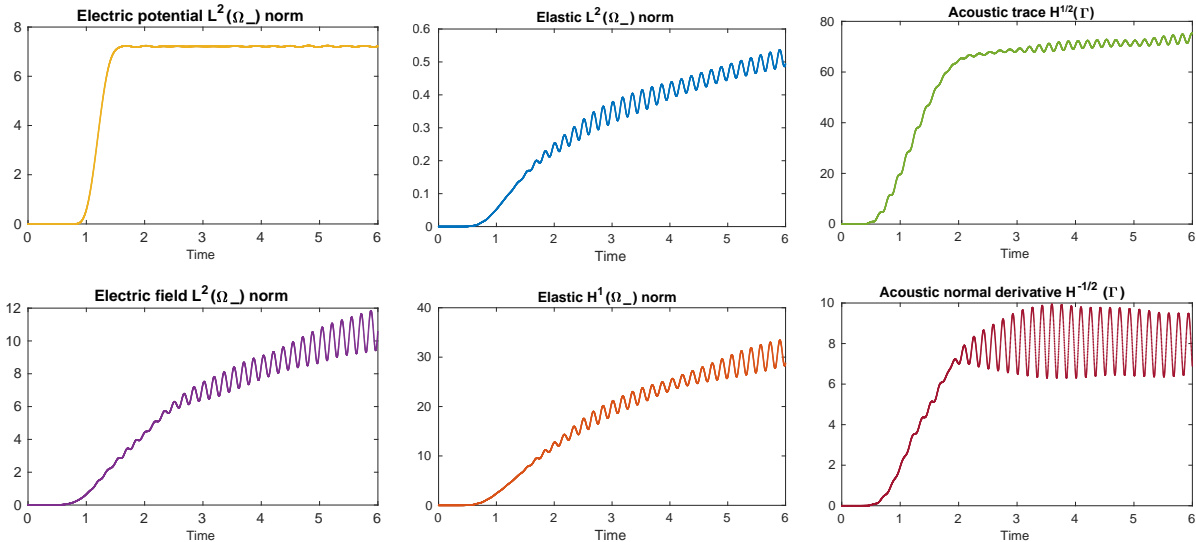 Electric potential L²(Ω_) norm
8
6
4
2
0
0 1 2 3 4 5 6
Time
Elastic L²(Ω_) norm
0.6
0.5
0.4
0.3
0.2
0.1
0
0 1 2 3 4 5 6
Time
Acoustic trace H^{1/2}(Γ)
80
60
40
20
0
0 1 2 3 4 5 6
Time
Electric field L²(Ω_) norm
12
10
8
6
4
2
0
0 1 2 3 4 5 6
Time
Elastic H¹(Ω_) norm
40
30
20
10
0
0 1 2 3 4 5 6
Time
Acoustic normal derivative H^{-1/2} (Γ)
10
8
6
4
2
0
0 1 2 3 4 5 6
Time